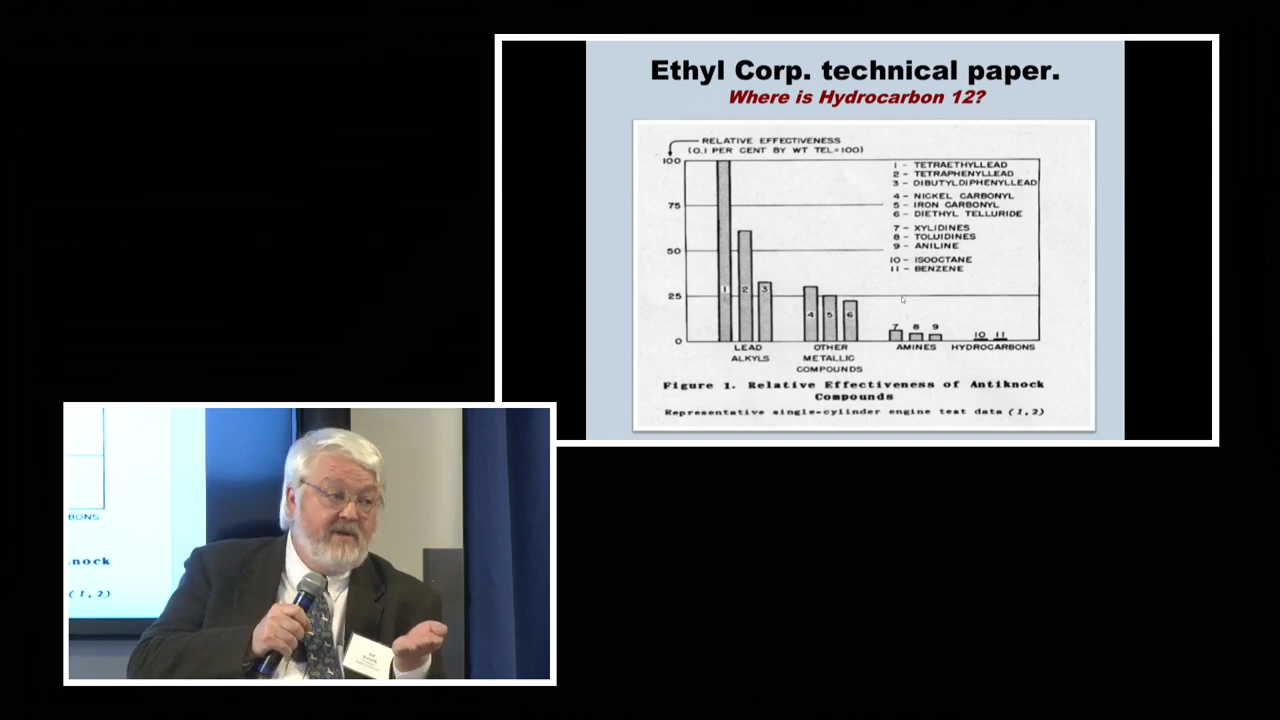 Ethyl Corp. technical paper.
Where is Hydrocarbon 12?
RELATIVE EFFECTIVENESS
(0.1 PER CENT BY WT TEL=100)
100
75
50
25
0
1 - TETRAETHYLLEAD
2 - TETRAPHENYLLEAD
3 - DIBUTYLDIPHENYLLEAD
4 - NICKEL CARBONYL
5 - IRON CARBONYL
6 - DIETHYL TELLURIDE
7 - XYLIDINES
8 - TOLUIDINES
9 - ANILINE
10 - ISOOCTANE
11 - BENZENE
1 2 3 4 5 6 7 8 9 10 11
LEAD ALKYLS
OTHER METALLIC COMPOUNDS
AMINES
HYDROCARBONS
Figure 1. Relative Effectiveness of Antiknock
Compounds
Representative single-cylinder engine test data (1,2)
BONS
nock
(1,2)